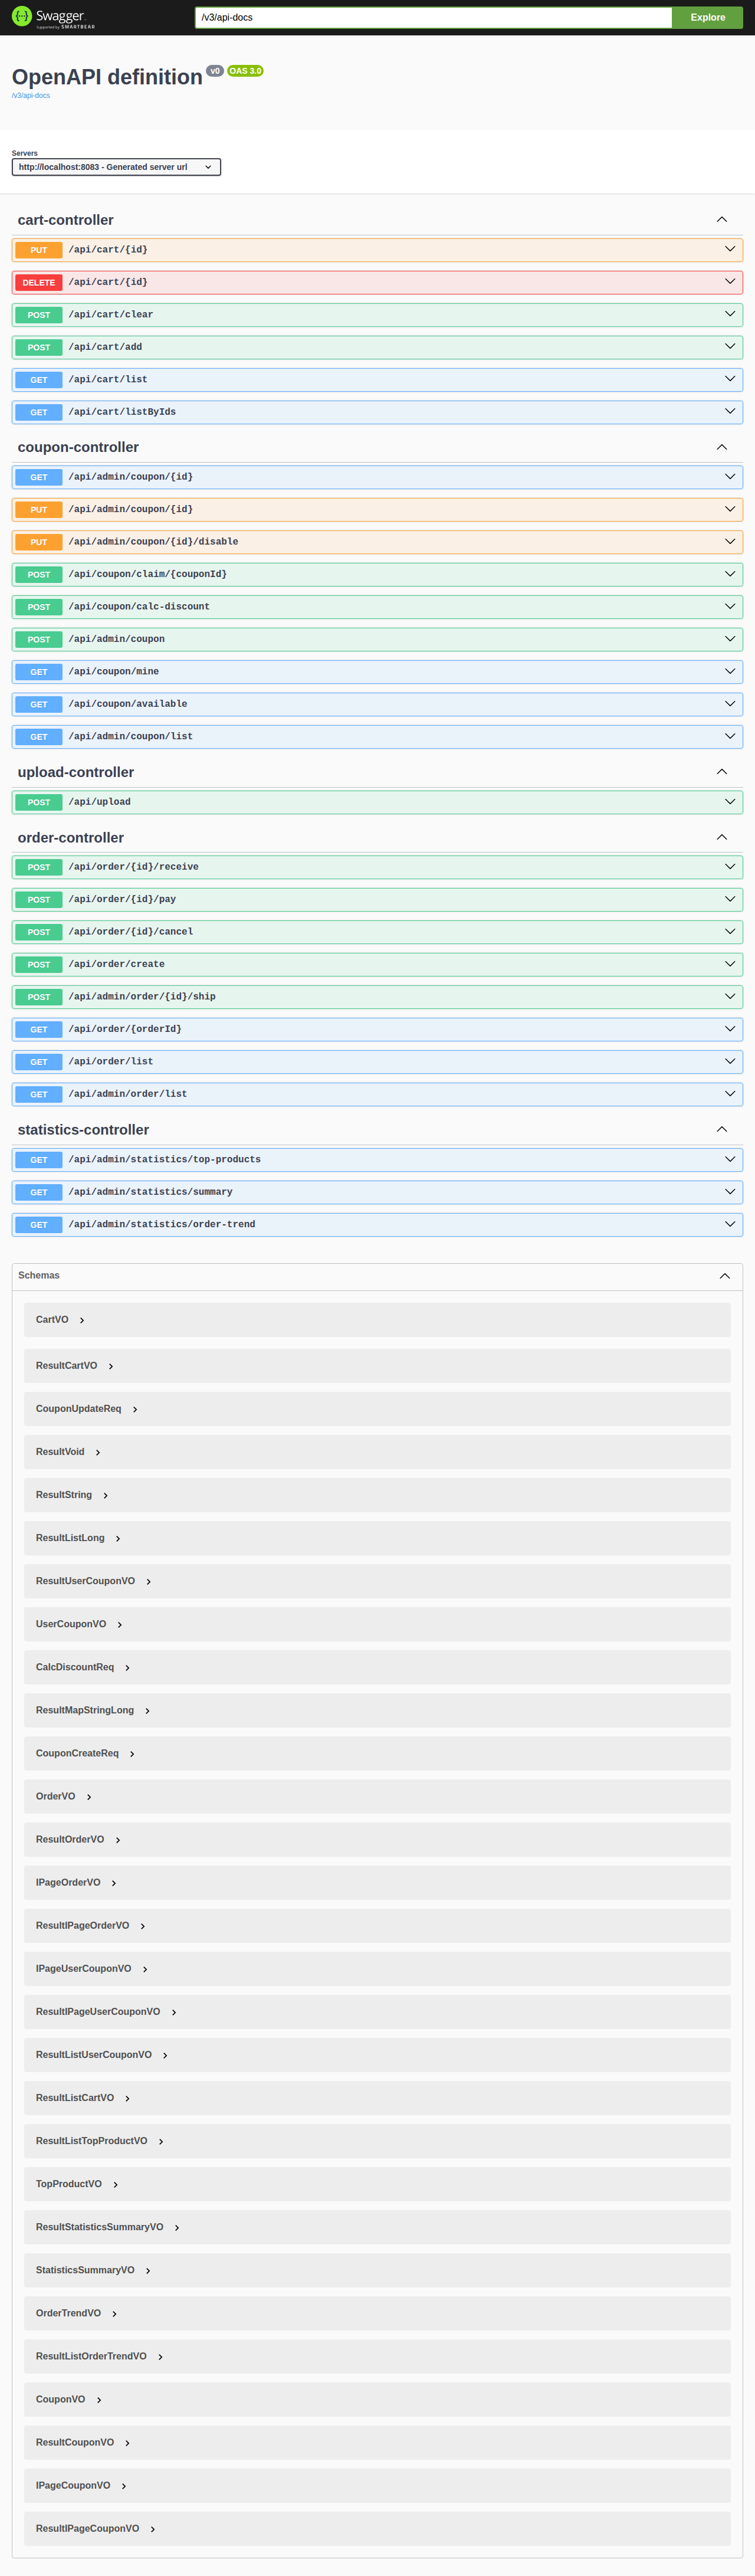 Swagger
Supported by SMARTBEAR
/v3/api-docs
Explore
OpenAPI definition v0 OAS 3.0
/v3/api-docs
Servers
http://localhost:8083 - Generated server url
cart-controller
PUT /api/cart/{id}
DELETE /api/cart/{id}
POST /api/cart/clear
POST /api/cart/add
GET /api/cart/list
GET /api/cart/listByIds
coupon-controller
GET /api/admin/coupon/{id}
PUT /api/admin/coupon/{id}
PUT /api/admin/coupon/{id}/disable
POST /api/coupon/claim/{couponId}
POST /api/coupon/calc-discount
POST /api/admin/coupon
GET /api/coupon/mine
GET /api/coupon/available
GET /api/admin/coupon/list
upload-controller
POST /api/upload
order-controller
POST /api/order/{id}/receive
POST /api/order/{id}/pay
POST /api/order/{id}/cancel
POST /api/order/create
POST /api/admin/order/{id}/ship
GET /api/order/{orderId}
GET /api/order/list
GET /api/admin/order/list
statistics-controller
GET /api/admin/statistics/top-products
GET /api/admin/statistics/summary
GET /api/admin/statistics/order-trend
Schemas
CartVO
ResultCartVO
CouponUpdateReq
ResultVoid
ResultString
ResultListLong
ResultUserCouponVO
UserCouponVO
CalcDiscountReq
ResultMapStringLong
CouponCreateReq
OrderVO
ResultOrderVO
IPageOrderVO
ResultIPageOrderVO
IPageUserCouponVO
ResultIPageUserCouponVO
ResultListUserCouponVO
ResultListCartVO
ResultListTopProductVO
TopProductVO
ResultStatisticsSummaryVO
StatisticsSummaryVO
OrderTrendVO
ResultListOrderTrendVO
CouponVO
ResultCouponVO
IPageCouponVO
ResultIPageCouponVO